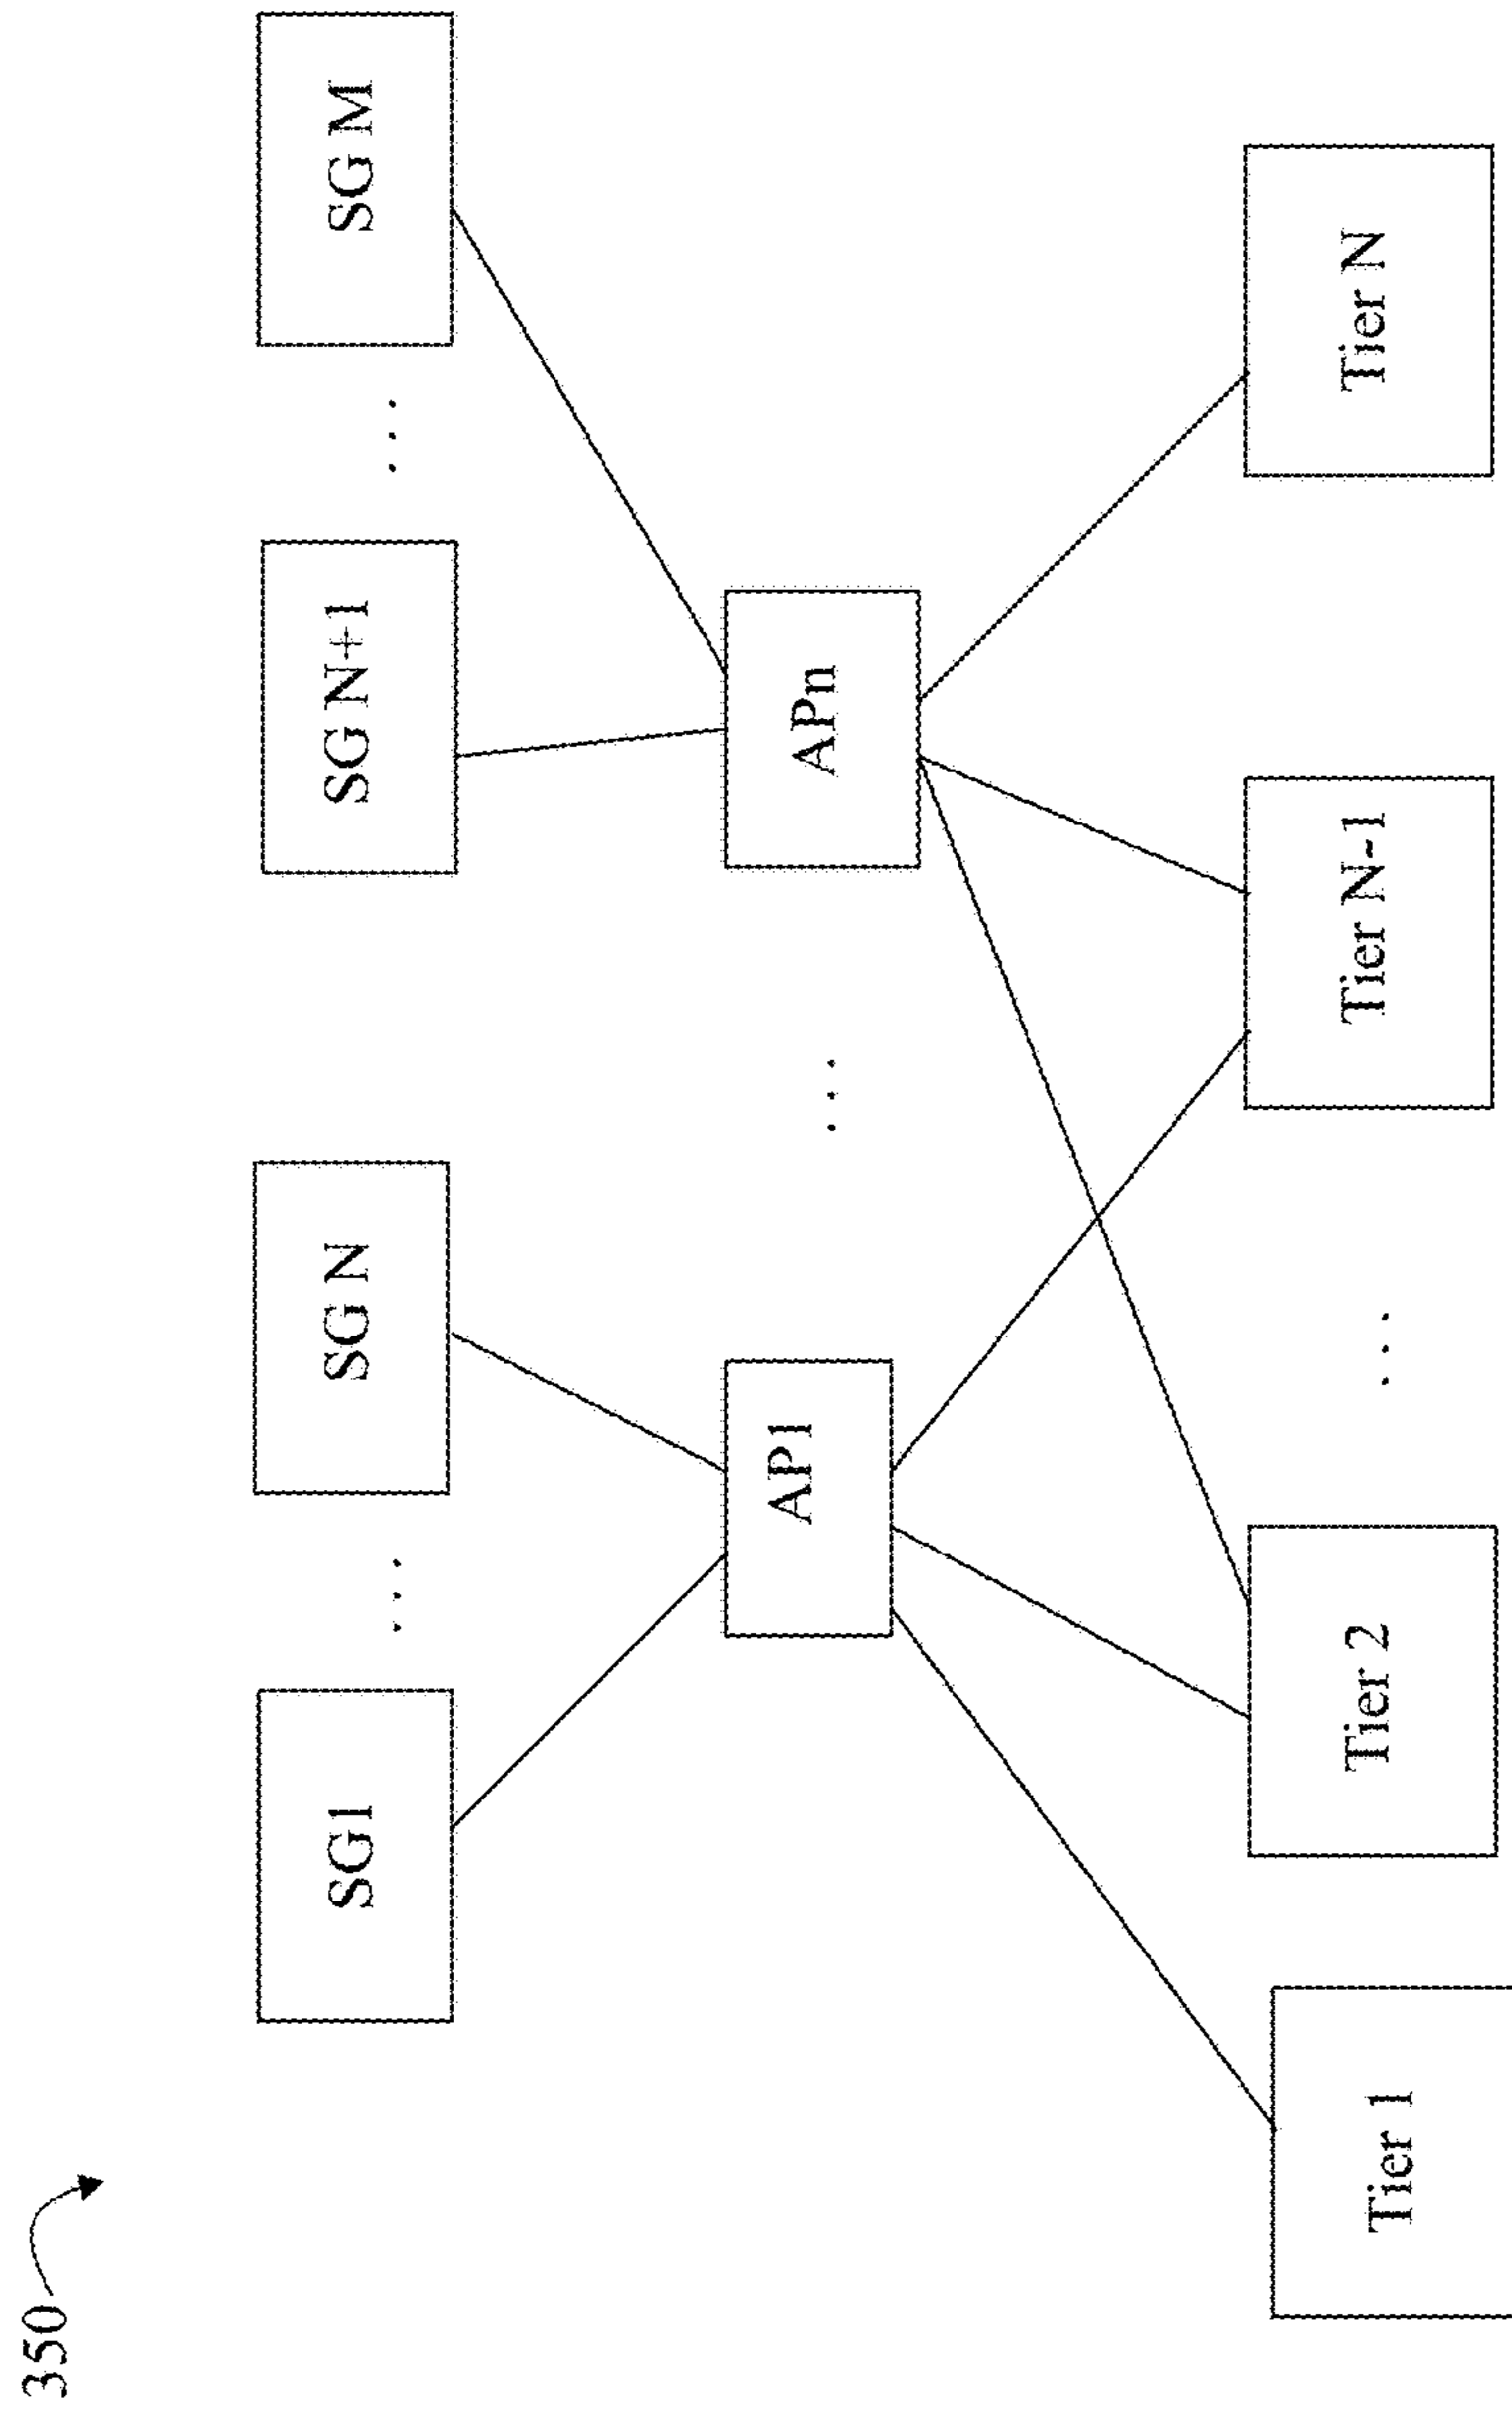 350
SG1
...
SG N
SG N+1
...
SG M
AP1
...
APn
Tier 1
Tier 2
...
Tier N-1
Tier N